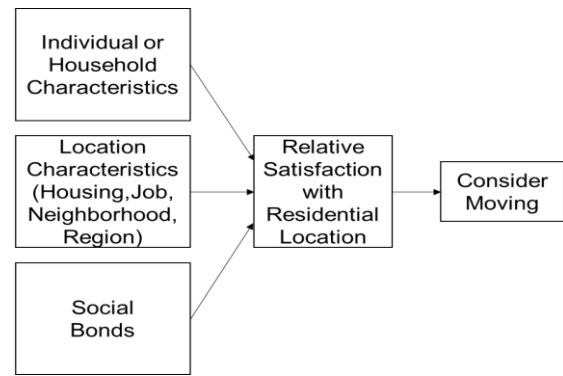 Individual or
Household
Characteristics
Location
Characteristics
(Housing,Job,
Neighborhood,
Region)
Social
Bonds
Relative
Satisfaction
with
Residential
Location
Consider
Moving